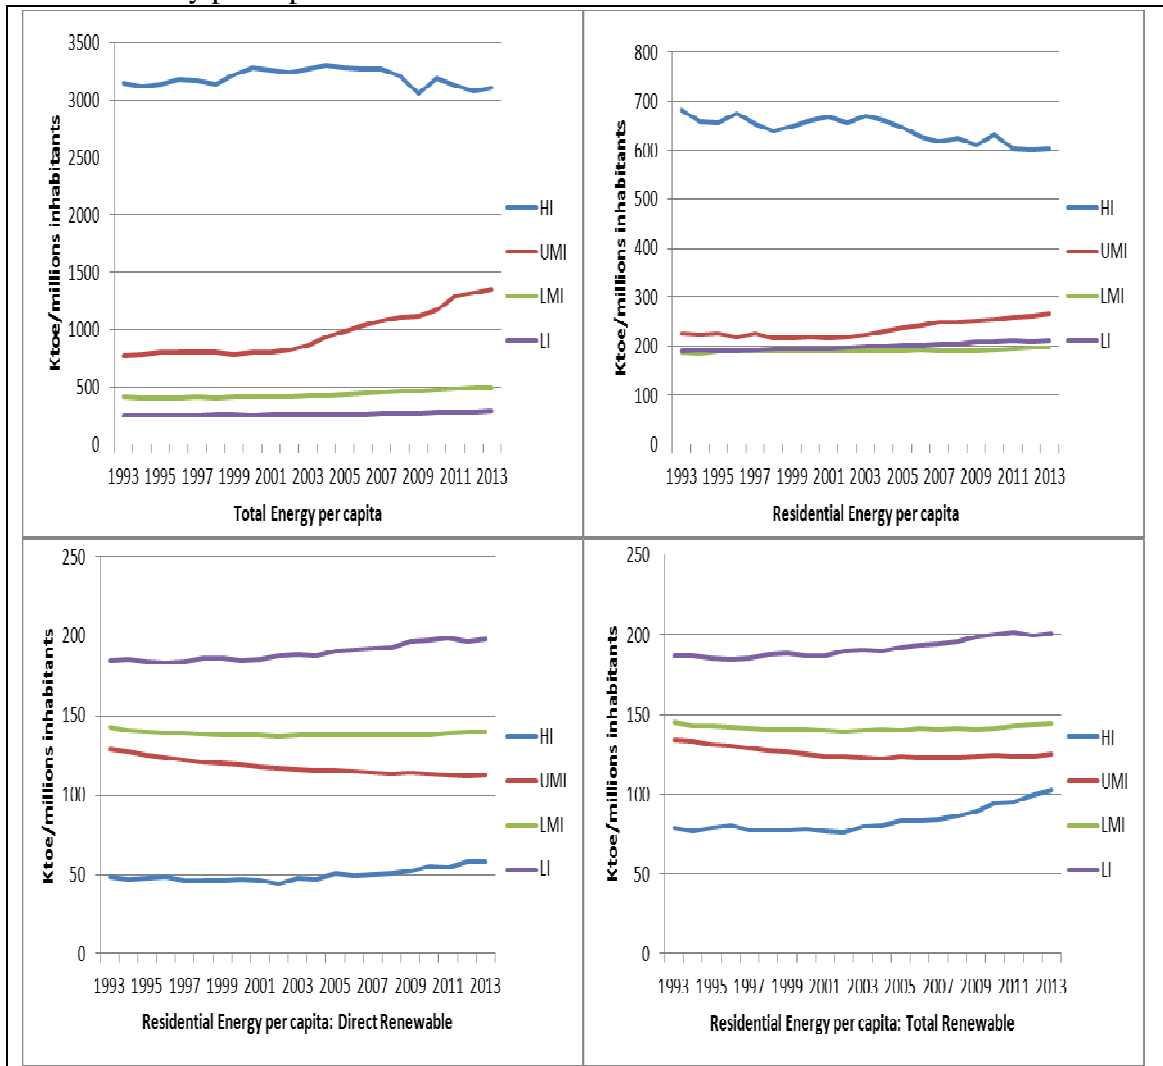 3500
3000
2500
2000
1500
1000
500
0
Ktoe/millions inhabitants
HI
UMI
LMI
LI
1993 1995 1997 1999 2001 2003 2005 2007 2009 2011 2013
Total Energy per capita
800
700
600
500
400
300
200
100
0
Ktoe/millions inhabitants
HI
UMI
LMI
LI
1993 1995 1997 1999 2001 2003 2005 2007 2009 2011 2013
Residential Energy per capita
250
200
150
100
50
0
Ktoe/millions inhabitants
HI
UMI
LMI
LI
1993 1995 1997 1999 2001 2003 2005 2007 2009 2011 2013
Residential Energy per capita: Direct Renewable
250
200
150
100
50
0
Ktoe/millions inhabitants
HI
UMI
LMI
LI
1993 1995 1997 1999 2001 2003 2005 2007 2009 2011 2013
Residential Energy per capita: Total Renewable